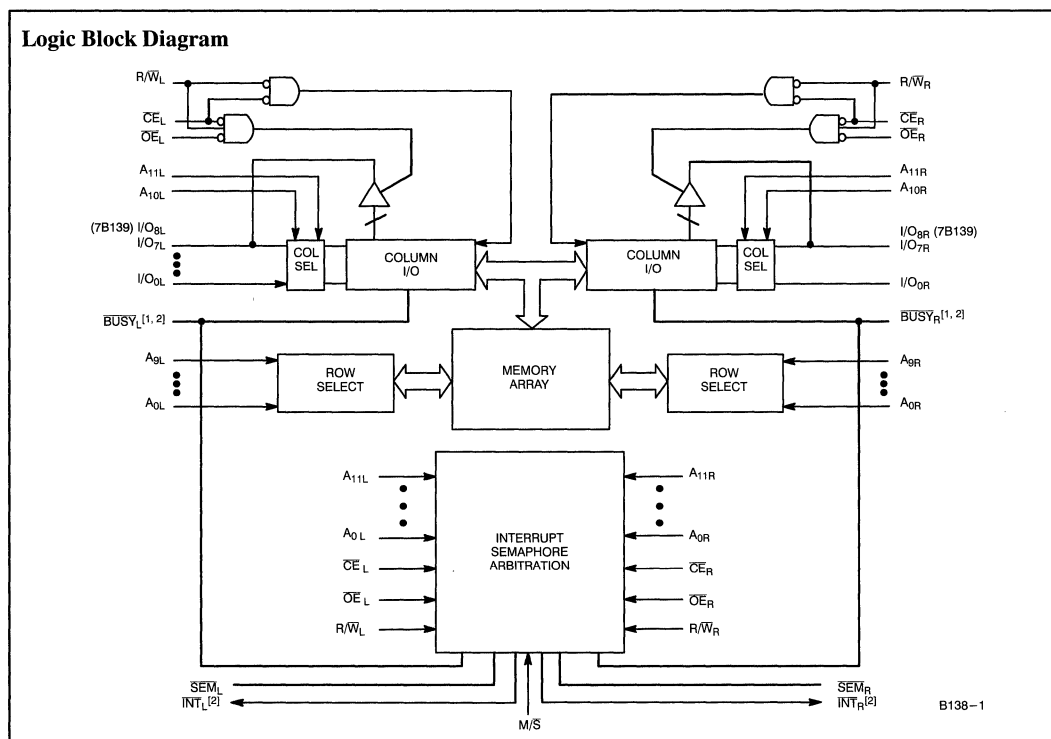 Logic Block Diagram
R/W̅L
C̅E̅L
O̅E̅L
A11L
A10L
(7B139) I/O8L
I/O7L
I/O0L
B̅U̅S̅Y̅L[1, 2]
A9L
A0L
R/W̅R
C̅E̅R
O̅E̅R
A11R
A10R
I/O8R (7B139)
I/O7R
I/O0R
B̅U̅S̅Y̅R[1, 2]
A9R
A0R
COL
SEL
COLUMN
I/O
COLUMN
I/O
COL
SEL
ROW
SELECT
MEMORY
ARRAY
ROW
SELECT
A11L
A0 L
C̅E̅ L
O̅E̅ L
R/W̅L
INTERRUPT
SEMAPHORE
ARBITRATION
A11R
A0R
C̅E̅R
O̅E̅R
R/W̅R
S̅E̅M̅L
I̅N̅T̅L[2]
M/S̅
S̅E̅M̅R
I̅N̅T̅R[2]
B138–1